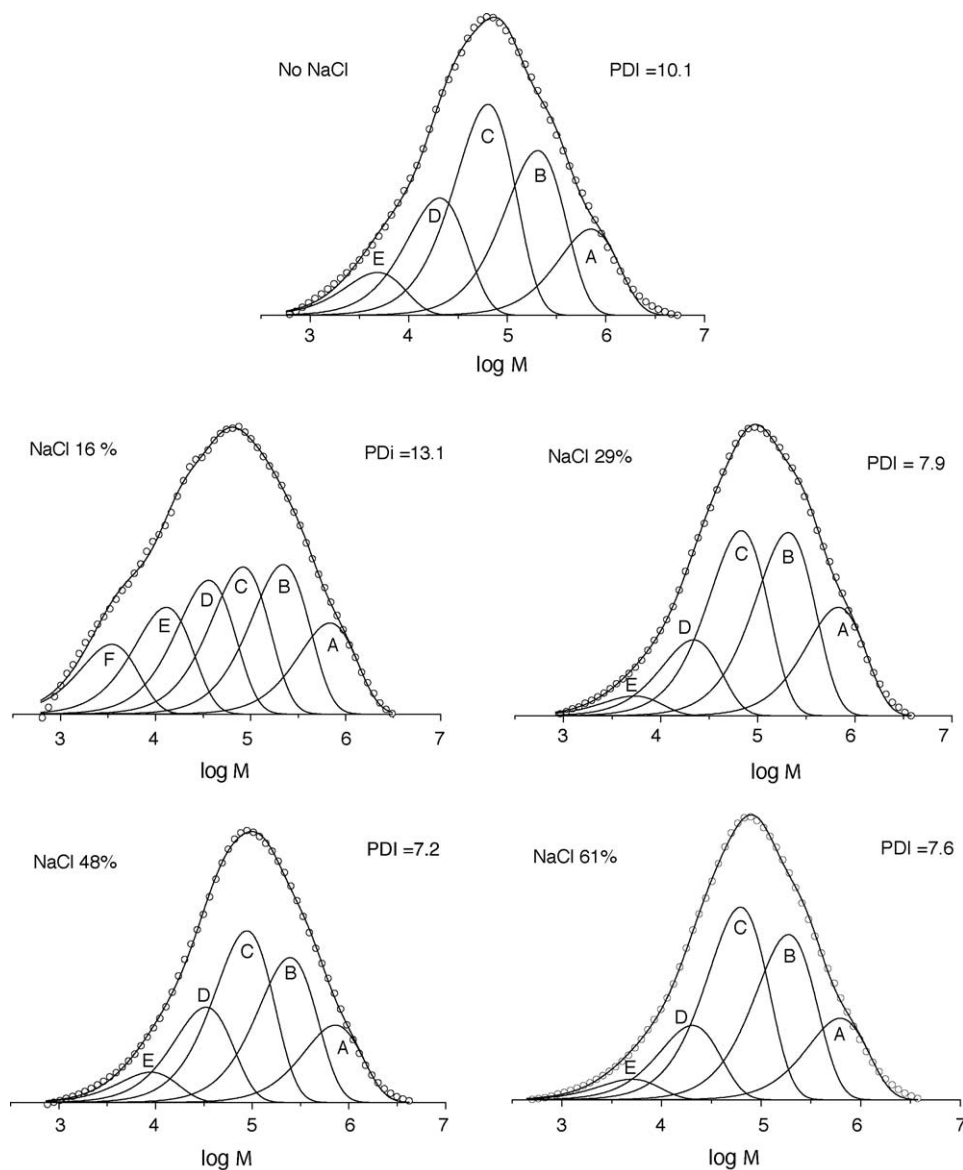 No NaCl
PDI =10.1
C
B
D
A
E
3 4 5 6 7
log M
NaCl 16 %
PDi =13.1
C
B
D
E
A
F
3 4 5 6 7
log M
NaCl 29%
PDI = 7.9
C
B
D
A
E
3 4 5 6 7
log M
NaCl 48%
PDI =7.2
C
B
D
A
E
3 4 5 6 7
log M
NaCl 61%
PDI =7.6
C
B
D
A
E
3 4 5 6 7
log M